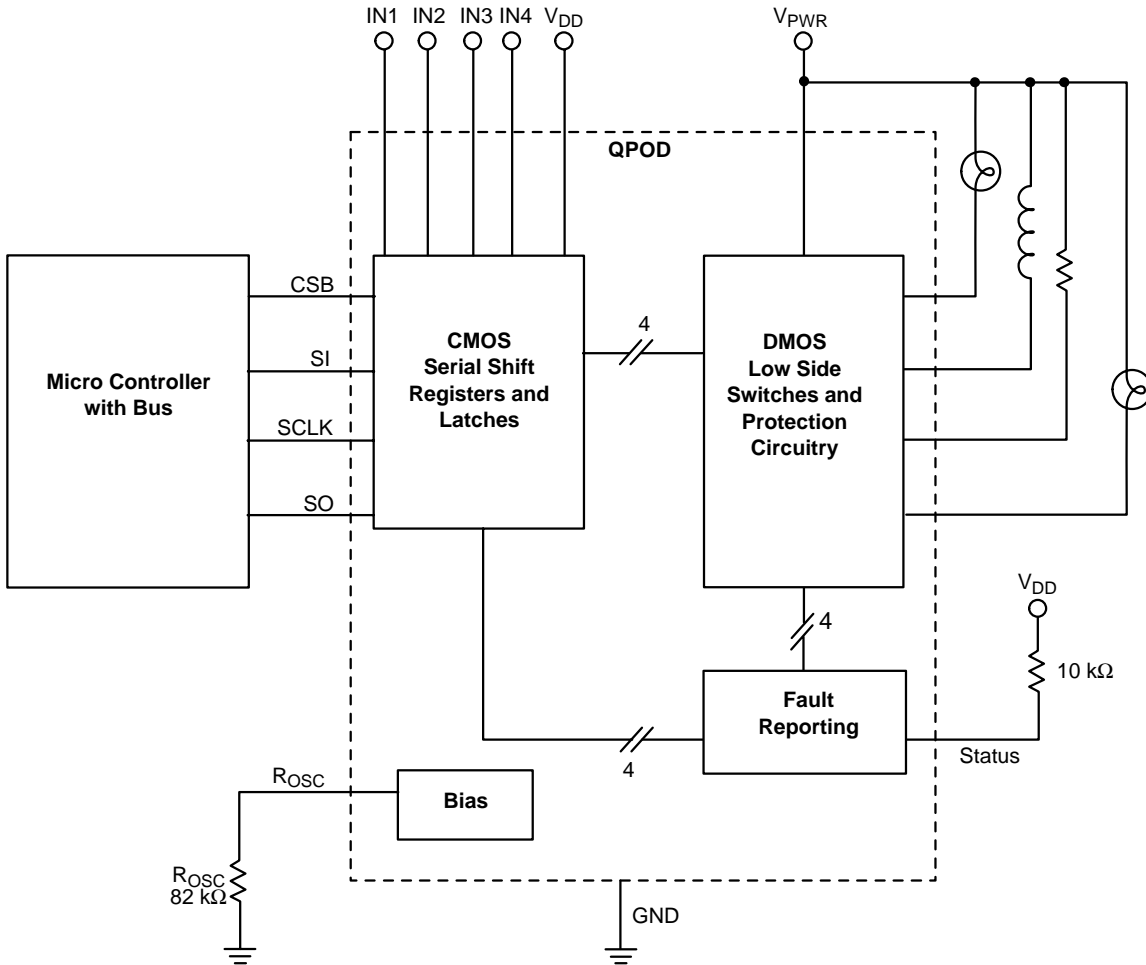 IN1
IN2
IN3
IN4
VDD
VPWR
QPOD
Micro Controller
with Bus
CSB
SI
SCLK
SO
CMOS
Serial Shift
Registers and
Latches
4
DMOS
Low Side
Switches and
Protection
Circuitry
4
VDD
10 kΩ
Fault
Reporting
Status
4
ROSC
Bias
ROSC
82 kΩ
GND